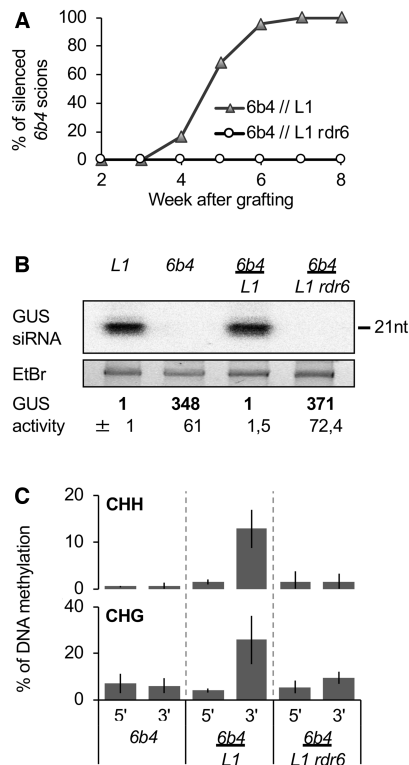 A
% of silenced
6b4 scions
100
80
60
40
20
0
6b4 // L1
6b4 // L1 rdr6
2 4 6 8
Week after grafting
B
L1 6b4 6b4 6b4
L1 L1 rdr6
GUS
siRNA
21nt
EtBr
GUS 1 348 1 371
activity ± 1 61 1,5 72,4
C
% of DNA methylation
20
CHH
10
0
40
CHG
20
0
5' 3' 5' 3' 5' 3'
6b4 6b4 6b4
L1 L1 rdr6